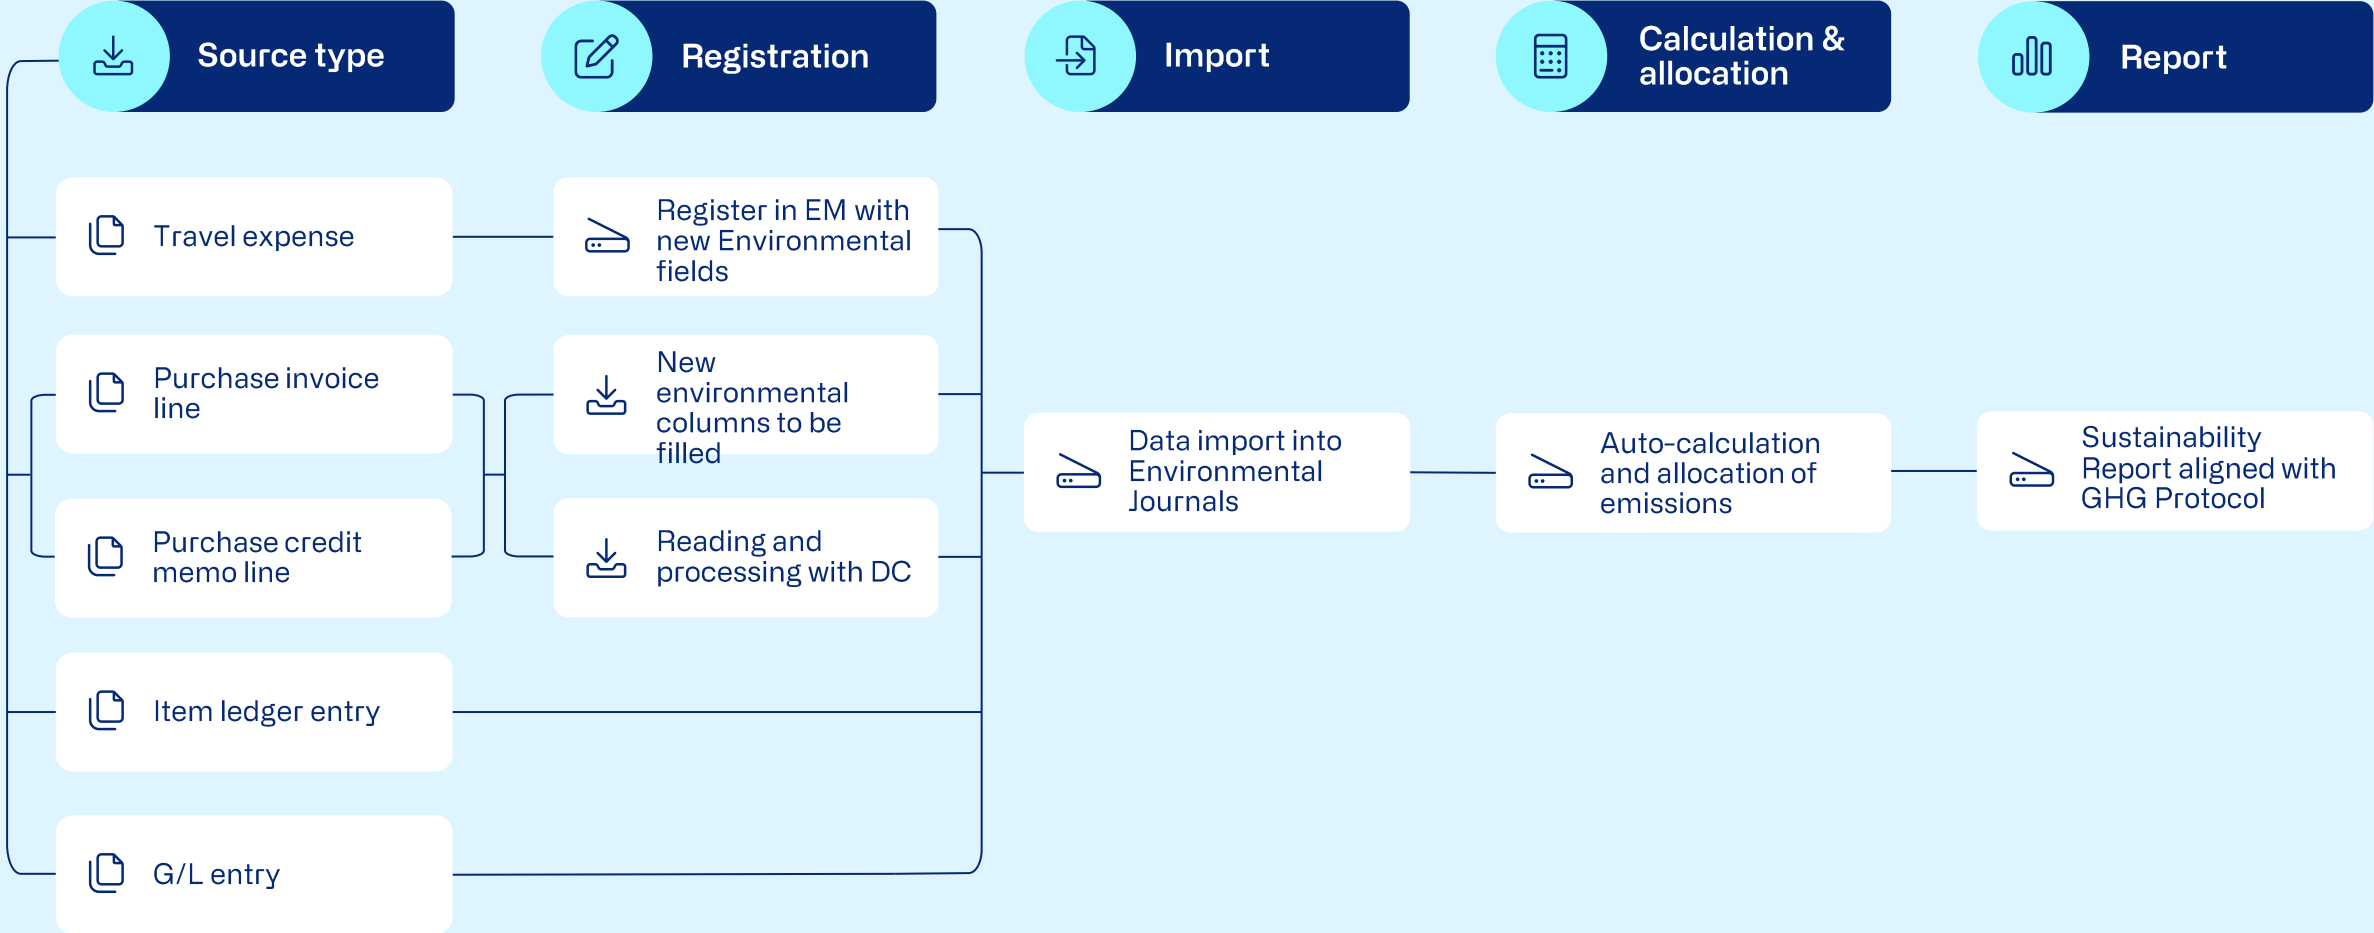 Source type
Registration
Import
Calculation &
allocation
Report
Travel expense
Register in EM with
new Environmental
fields
Purchase invoice
line
New
environmental
columns to be
filled
Purchase credit
memo line
Reading and
processing with DC
Item ledger entry
G/L entry
Data import into
Environmental
Journals
Auto-calculation
and allocation of
emissions
Sustainability
Report aligned with
GHG Protocol